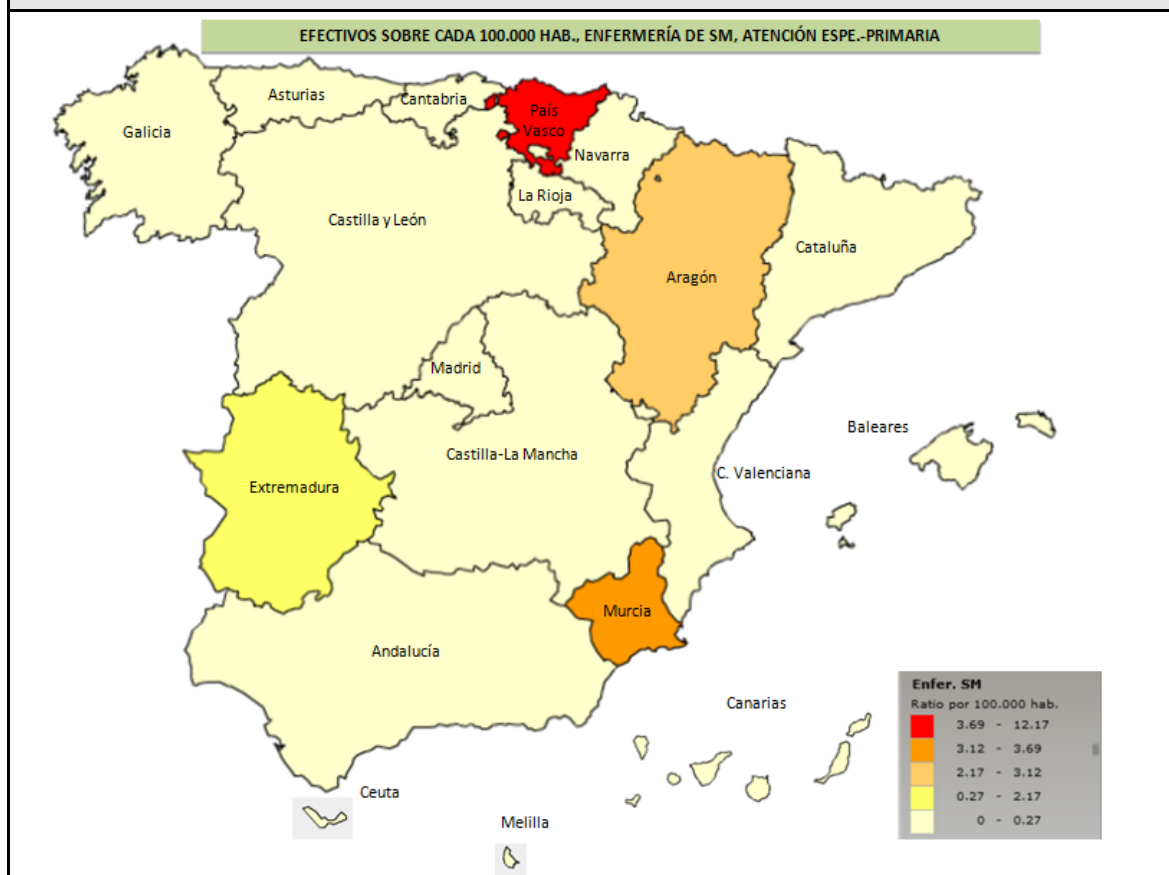 EFECTIVOS SOBRE CADA 100.000 HAB., ENFERMERÍA DE SM, ATENCIÓN ESPE.-PRIMARIA
Asturias
Cantabria
País
Vasco
Galicia
Navarra
La Rioja
Castilla y León
Cataluña
Aragón
Madrid
Baleares
Castilla-La Mancha
C. Valenciana
Extremadura
Murcia
Andalucía
Canarias
Ceuta
Melilla
Enfer. SM
Ratio por 100.000 hab.
3.69 - 12.17
3.12 - 3.69
2.17 - 3.12
0.27 - 2.17
0 - 0.27